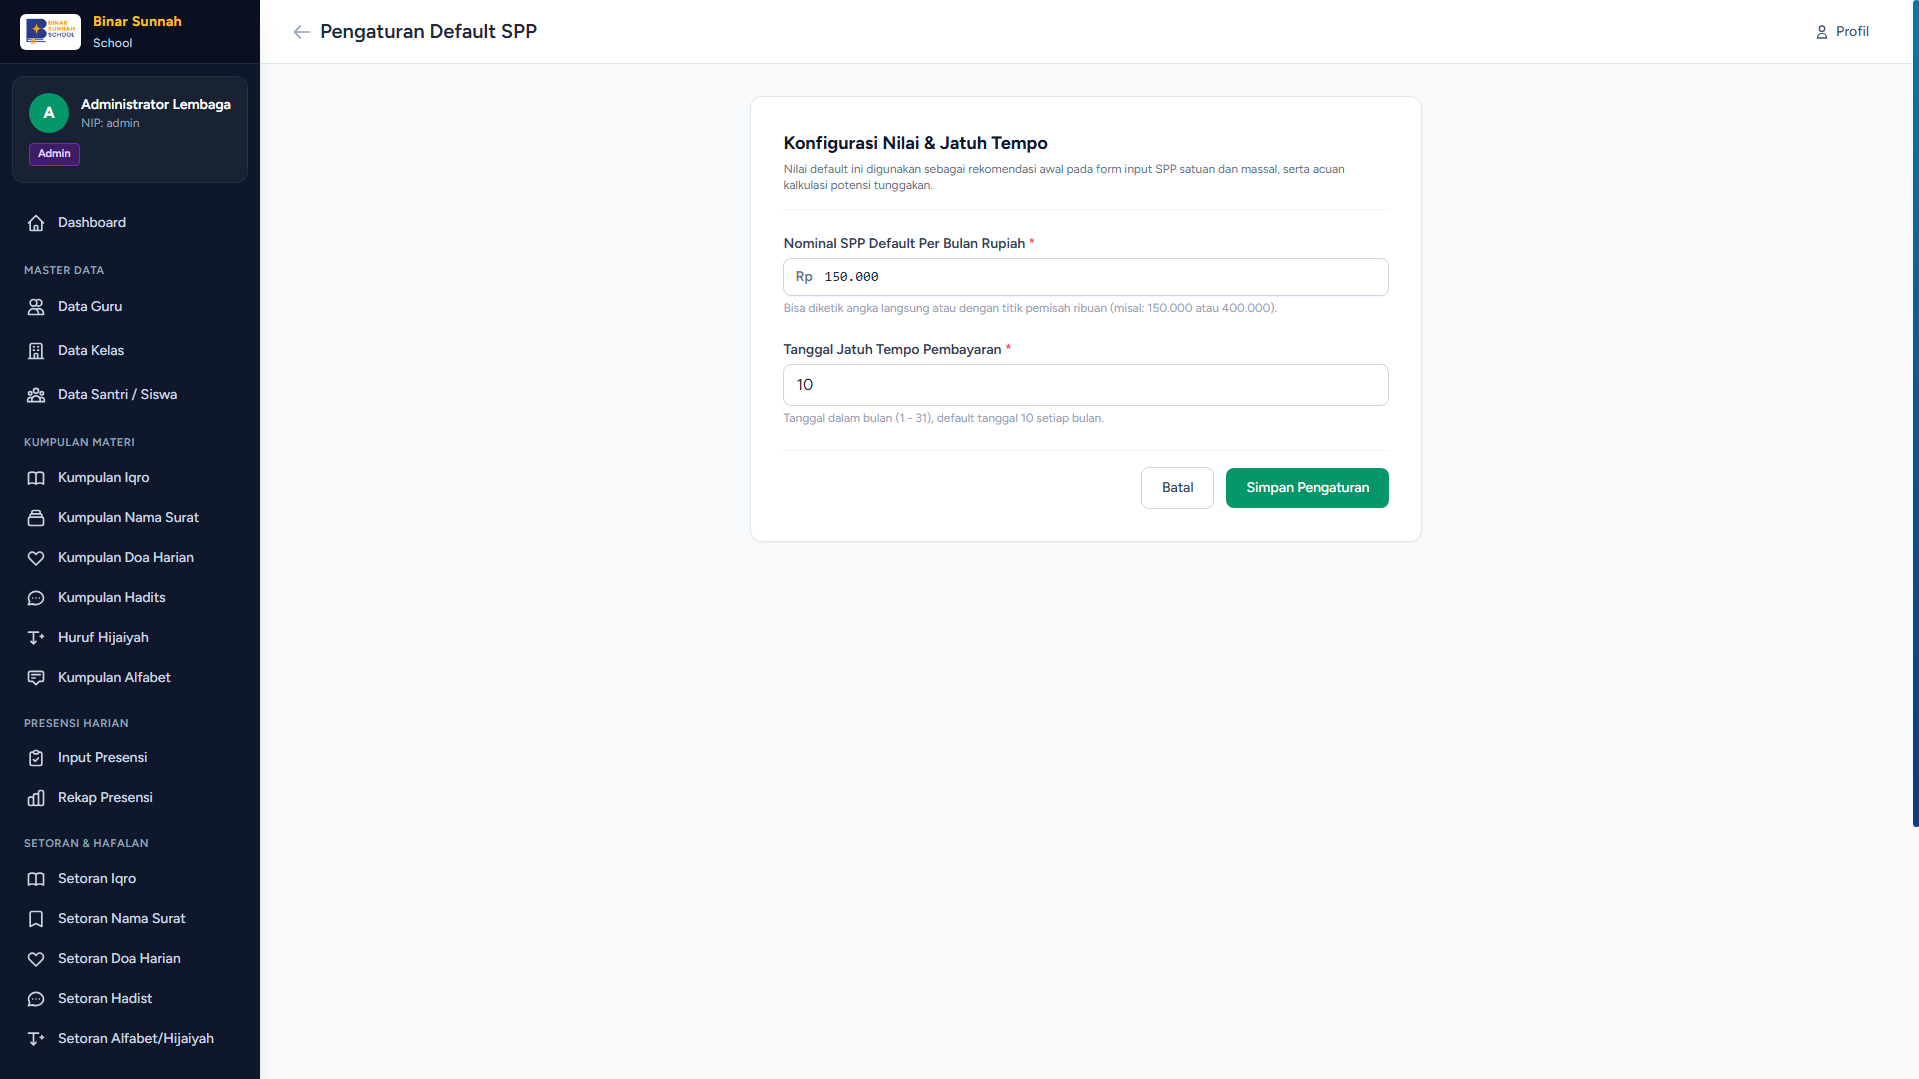 BINAR
SUNNAH
SCHOOL
Binar Sunnah
School
A
Administrator Lembaga
NIP: admin
Admin
Dashboard
MASTER DATA
Data Guru
Data Kelas
Data Santri / Siswa
KUMPULAN MATERI
Kumpulan Iqro
Kumpulan Nama Surat
Kumpulan Doa Harian
Kumpulan Hadits
Huruf Hijaiyah
Kumpulan Alfabet
PRESENSI HARIAN
Input Presensi
Rekap Presensi
SETORAN & HAFALAN
Setoran Iqro
Setoran Nama Surat
Setoran Doa Harian
Setoran Hadist
Setoran Alfabet/Hijaiyah
Pengaturan Default SPP
Profil
Konfigurasi Nilai & Jatuh Tempo
Nilai default ini digunakan sebagai rekomendasi awal pada form input SPP satuan dan massal, serta acuan
kalkulasi potensi tunggakan.
Nominal SPP Default Per Bulan Rupiah *
Rp 150.000
Bisa diketik angka langsung atau dengan titik pemisah ribuan (misal: 150.000 atau 400.000).
Tanggal Jatuh Tempo Pembayaran *
10
Tanggal dalam bulan (1 - 31), default tanggal 10 setiap bulan.
Batal
Simpan Pengaturan